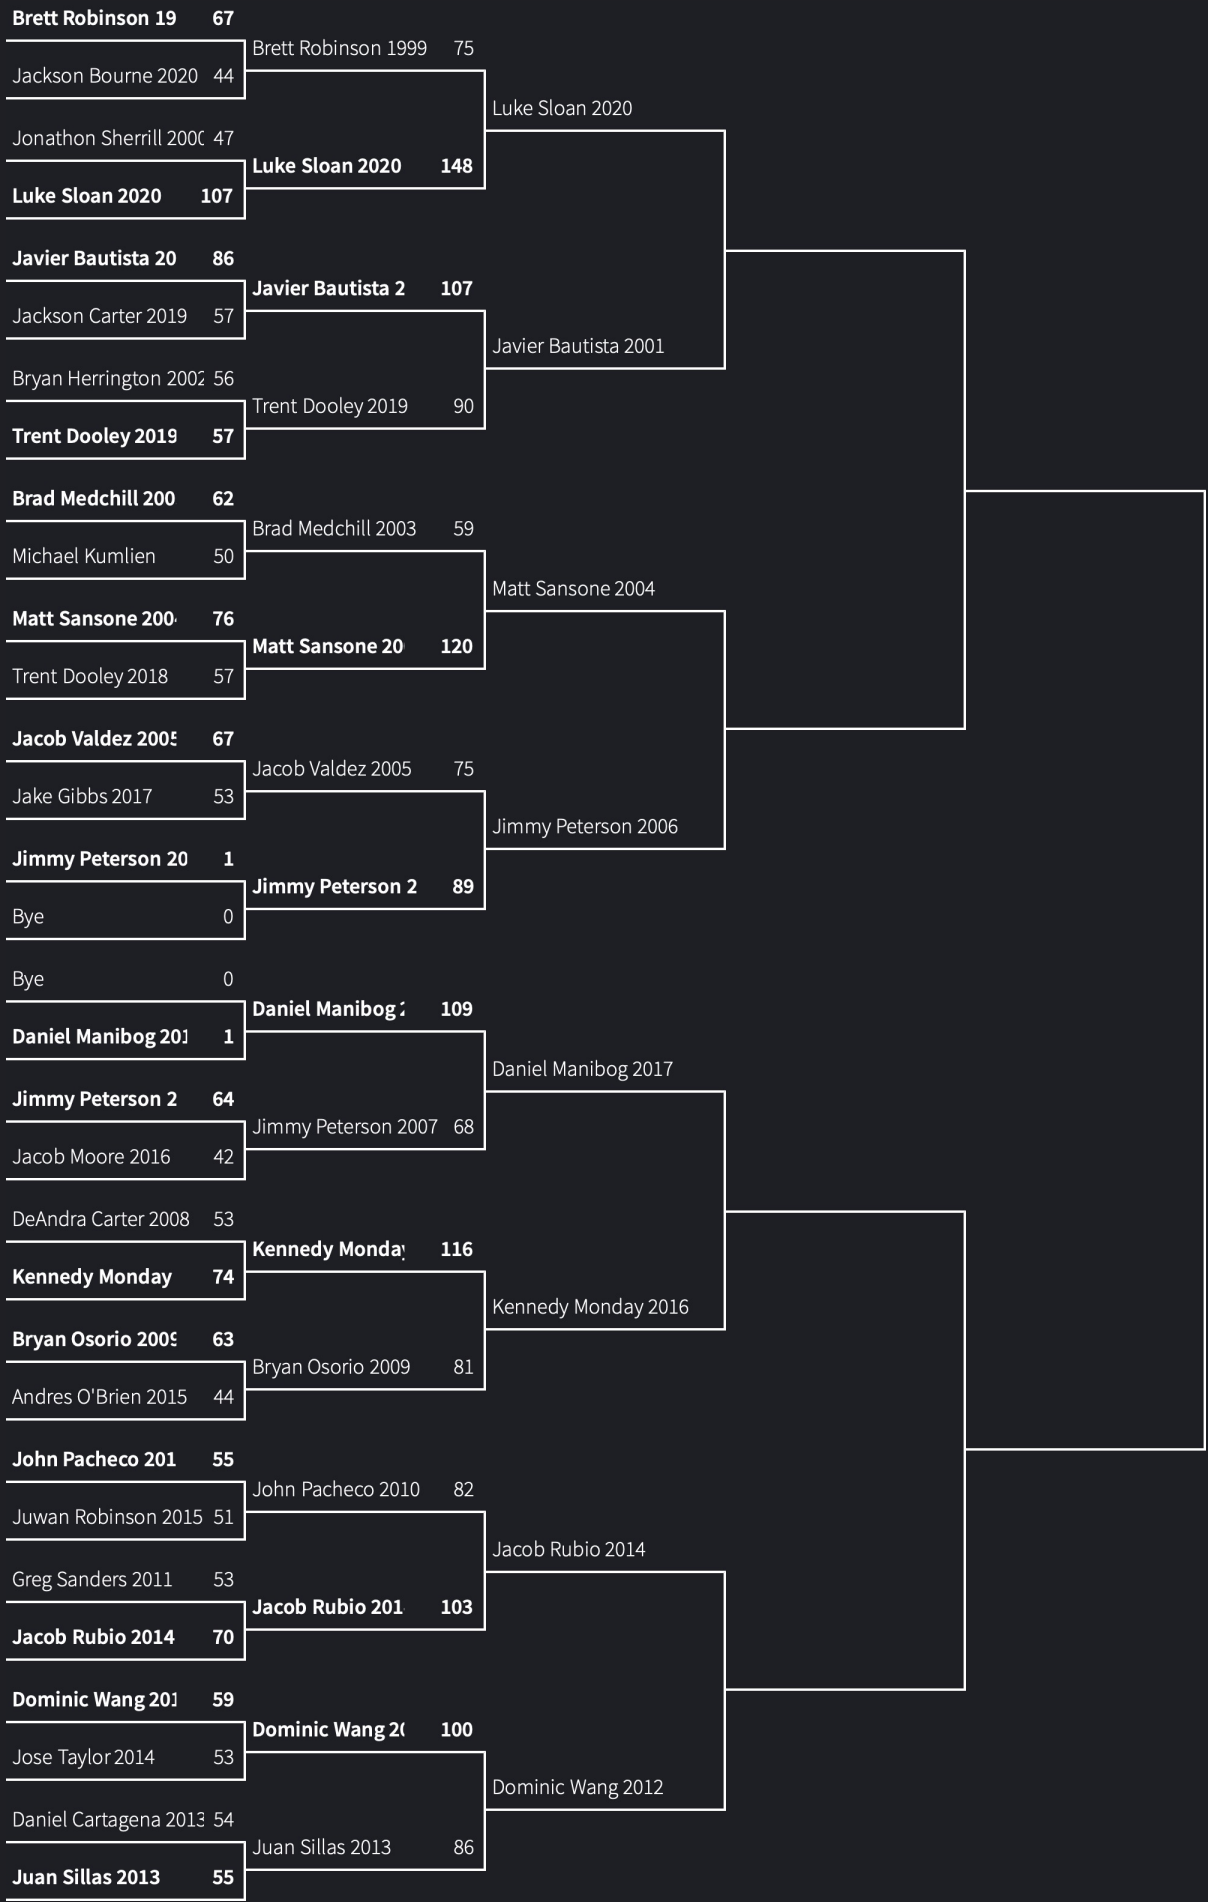 Brett Robinson 19 67
Jackson Bourne 2020 44
Jonathon Sherrill 2000 47
Luke Sloan 2020 107
Javier Bautista 20 86
Jackson Carter 2019 57
Bryan Herrington 2002 56
Trent Dooley 2019 57
Brad Medchill 200 62
Michael Kumlien 50
Matt Sansone 2004 76
Trent Dooley 2018 57
Jacob Valdez 2005 67
Jake Gibbs 2017 53
Jimmy Peterson 20 1
Bye 0
Bye 0
Daniel Manibog 201 1
Jimmy Peterson 2 64
Jacob Moore 2016 42
DeAndra Carter 2008 53
Kennedy Monday 74
Bryan Osorio 2009 63
Andres O'Brien 2015 44
John Pacheco 201 55
Juwan Robinson 2015 51
Greg Sanders 2011 53
Jacob Rubio 2014 70
Dominic Wang 201 59
Jose Taylor 2014 53
Daniel Cartagena 2013 54
Juan Sillas 2013 55
Brett Robinson 1999 75
Luke Sloan 2020 148
Javier Bautista 2 107
Trent Dooley 2019 90
Brad Medchill 2003 59
Matt Sansone 20 120
Jacob Valdez 2005 75
Jimmy Peterson 2 89
Daniel Manibog 2 109
Jimmy Peterson 2007 68
Kennedy Monday 116
Bryan Osorio 2009 81
John Pacheco 2010 82
Jacob Rubio 201 103
Dominic Wang 20 100
Juan Sillas 2013 86
Luke Sloan 2020
Javier Bautista 2001
Matt Sansone 2004
Jimmy Peterson 2006
Daniel Manibog 2017
Kennedy Monday 2016
Jacob Rubio 2014
Dominic Wang 2012